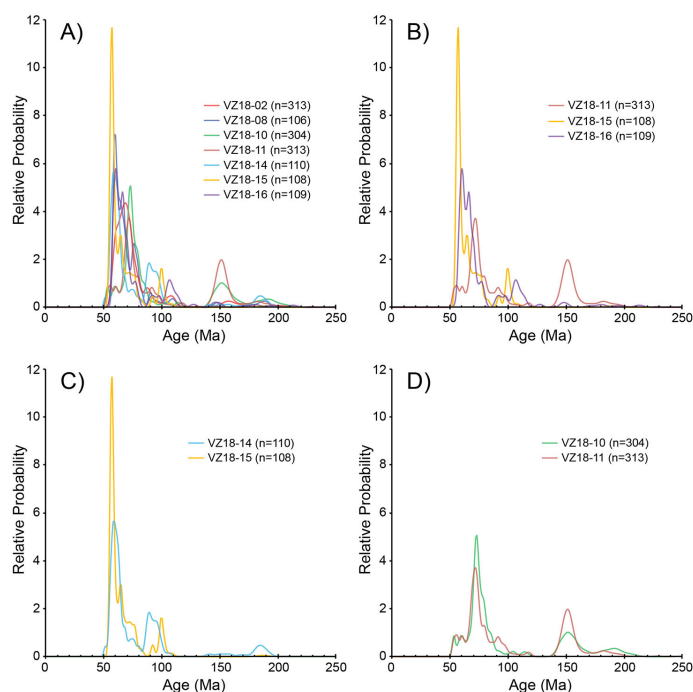 A)
12
10
8
6
4
2
0
Relative Probability
VZ18-02 (n=313)
VZ18-08 (n=106)
VZ18-10 (n=304)
VZ18-11 (n=313)
VZ18-14 (n=110)
VZ18-15 (n=108)
VZ18-16 (n=109)
0 50 100 150 200 250
Age (Ma)
B)
12
10
8
6
4
2
0
Relative Probability
VZ18-11 (n=313)
VZ18-15 (n=108)
VZ18-16 (n=109)
0 50 100 150 200 250
Age (Ma)
C)
12
10
8
6
4
2
0
Relative Probability
VZ18-14 (n=110)
VZ18-15 (n=108)
0 50 100 150 200 250
Age (Ma)
D)
12
10
8
6
4
2
0
Relative Probability
VZ18-10 (n=304)
VZ18-11 (n=313)
0 50 100 150 200 250
Age (Ma)